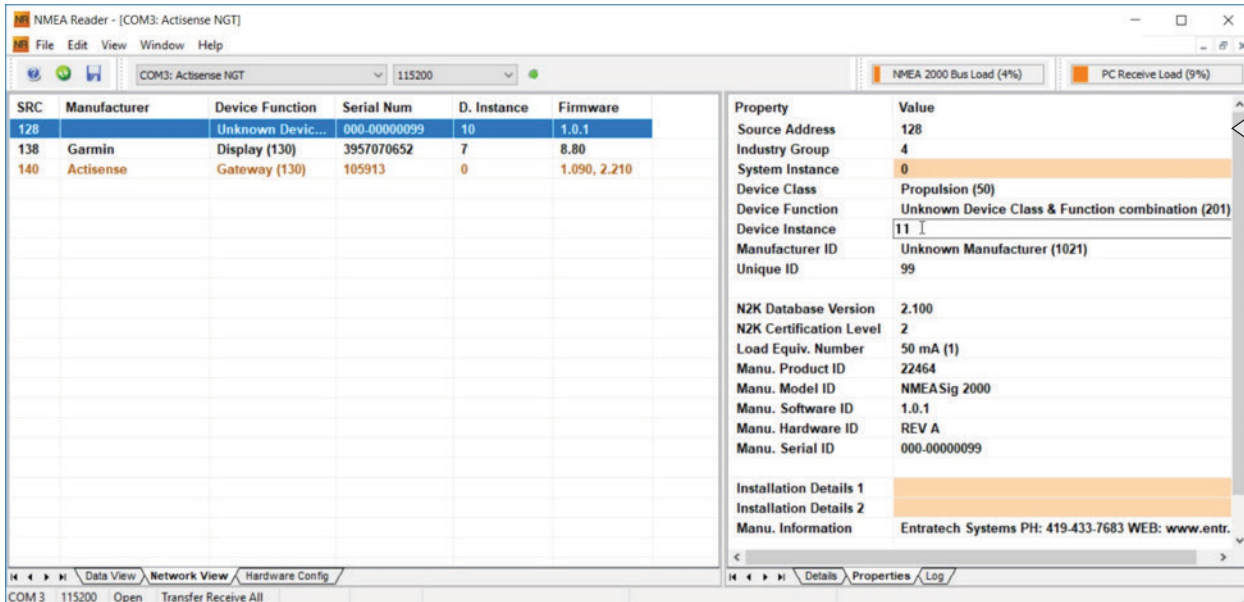 NR NMEA Reader - [COM3: Actisense NGT]
NR File Edit View Window Help
COM3: Actisense NGT 115200 NMEA 2000 Bus Load (4%) PC Receive Load (9%)
SRC Manufacturer Device Function Serial Num D. Instance Firmware
128 Unknown Devic... 000-00000099 10 1.0.1
138 Garmin Display (130) 3957070652 7 8.80
140 Actisense Gateway (130) 105913 0 1.090, 2.210
Property Value
Source Address 128
Industry Group 4
System Instance 0
Device Class Propulsion (50)
Device Function Unknown Device Class & Function combination (201)
Device Instance 11
Manufacturer ID Unknown Manufacturer (1021)
Unique ID 99
N2K Database Version 2.100
N2K Certification Level 2
Load Equiv. Number 50 mA (1)
Manu. Product ID 22464
Manu. Model ID NMEASig 2000
Manu. Software ID 1.0.1
Manu. Hardware ID REV A
Manu. Serial ID 000-00000099
Installation Details 1
Installation Details 2
Manu. Information Entratech Systems PH: 419-433-7683 WEB: www.entr.
Data View Network View Hardware Config Details Properties Log
COM 3 115200 Open Transfer Receive All